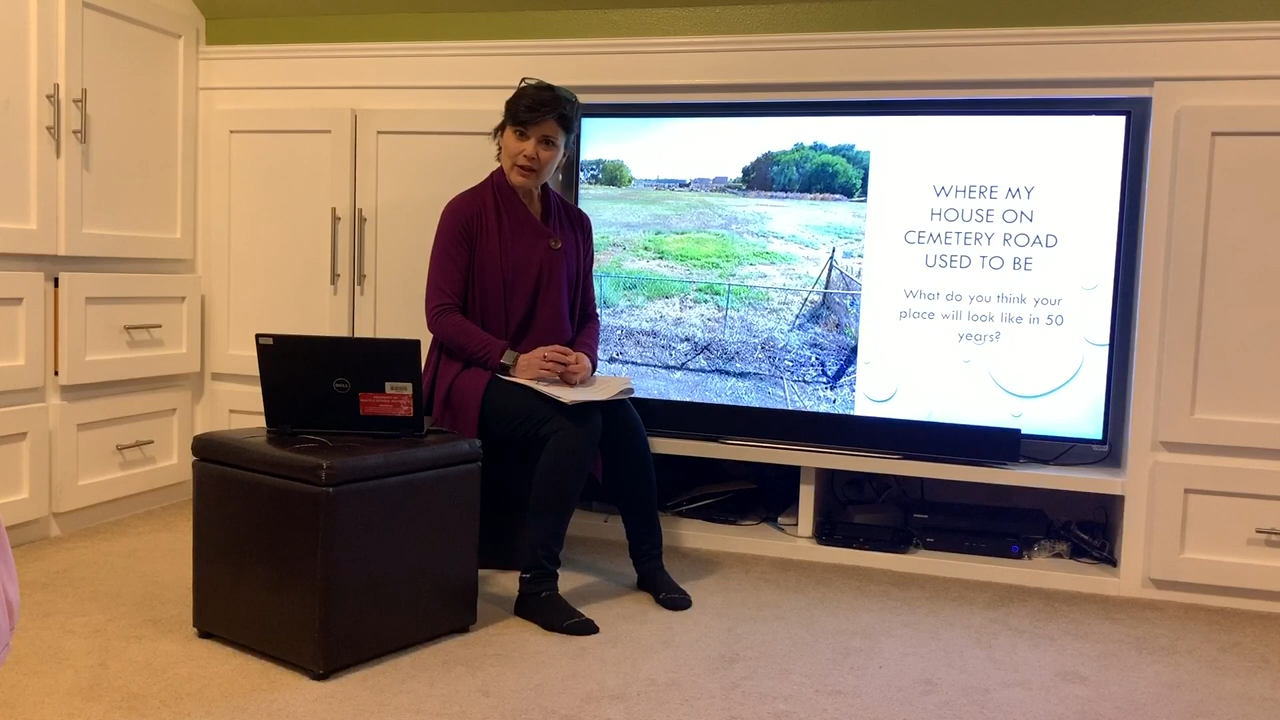 WHERE MY
HOUSE ON
CEMETERY ROAD
USED TO BE
What do you think your
place will look like in 50
years?
DELL